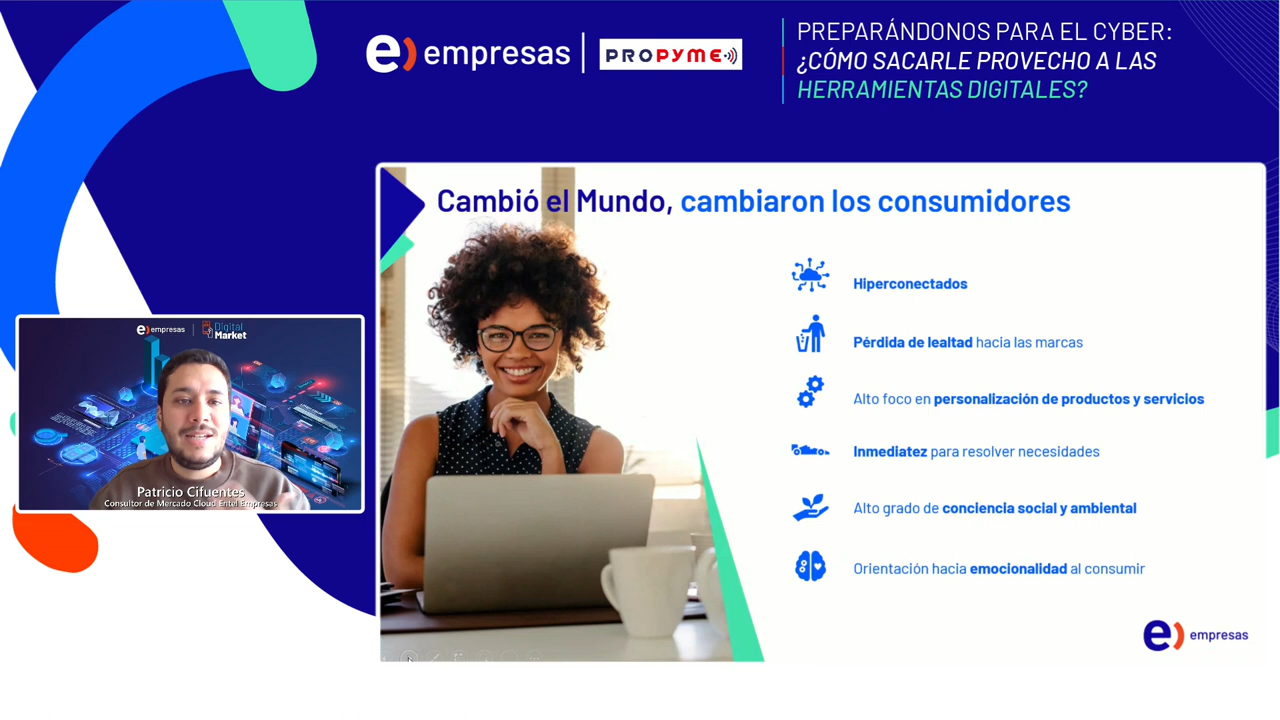 e) empresas | PROPYME
PREPARÁNDONOS PARA EL CYBER:
¿CÓMO SACARLE PROVECHO A LAS
HERRAMIENTAS DIGITALES?
Cambió el Mundo, cambiaron los consumidores
Hiperconectados
Pérdida de lealtad hacia las marcas
Alto foco en personalización de productos y servicios
Inmediatez para resolver necesidades
Alto grado de conciencia social y ambiental
Orientación hacia emocionalidad al consumir
e) empresas
e) empresas | Digital
Market
Patricio Cifuentes
Consultor de Mercado Cloud Entel Empresas